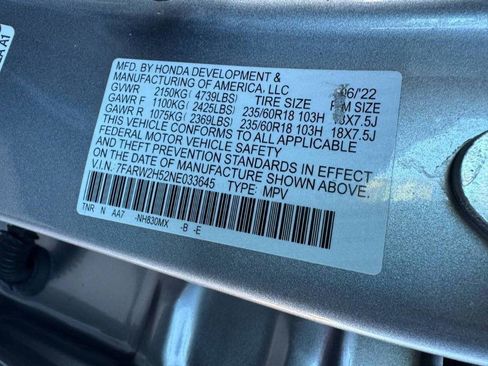 MFD. BY HONDA DEVELOPMENT & 06/'22
MANUFACTURING OF AMERICA, LLC
GVWR 2150KG( 4739LBS) TIRE SIZE RIM SIZE
GAWR F 1100KG( 2425LBS) 235/60R18 103H 18X7.5J
GAWR R 1075KG( 2369LBS) 235/60R18 103H 18X7.5J
THIS VEHICLE CONFORMS TO ALL APPLICABLE
FEDERAL MOTOR VEHICLE SAFETY
AND THEFT PREVENTION STANDARDS IN EFFECT
ON THE DATE OF MANUFACTURE SHOWN ABOVE.
V.I.N. 7FARW2H52NE033645 TYPE: MPV
TNR N AA7 -NH830MX -B -E
A1